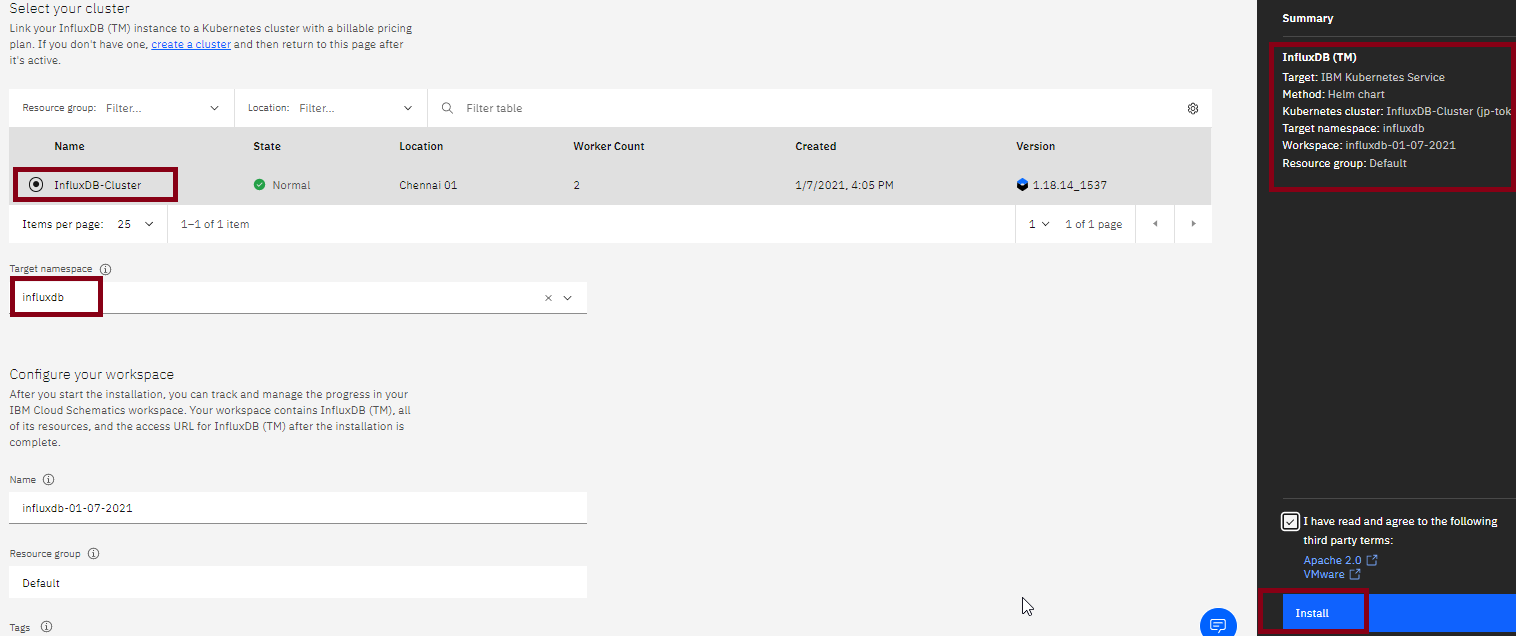 Select your cluster
Link your InfluxDB (TM) instance to a Kubernetes cluster with a billable pricing
plan. If you don't have one, create a cluster and then return to this page after
it's active.
Resource group: Filter... Location: Filter... Filter table
Name State Location Worker Count Created Version
InfluxDB-Cluster Normal Chennai 01 2 1/7/2021, 4:05 PM 1.18.14_1537
Items per page: 25 1–1 of 1 item 1 1 of 1 page
Target namespace
influxdb
Configure your workspace
After you start the installation, you can track and manage the progress in your
IBM Cloud Schematics workspace. Your workspace contains InfluxDB (TM), all
of its resources, and the access URL for InfluxDB (TM) after the installation is
complete.
Name
influxdb-01-07-2021
Resource group
Default
Tags
Summary
InfluxDB (TM)
Target: IBM Kubernetes Service
Method: Helm chart
Kubernetes cluster: InfluxDB-Cluster (jp-tok
Target namespace: influxdb
Workspace: influxdb-01-07-2021
Resource group: Default
I have read and agree to the following
third party terms:
Apache 2.0
VMware
Install